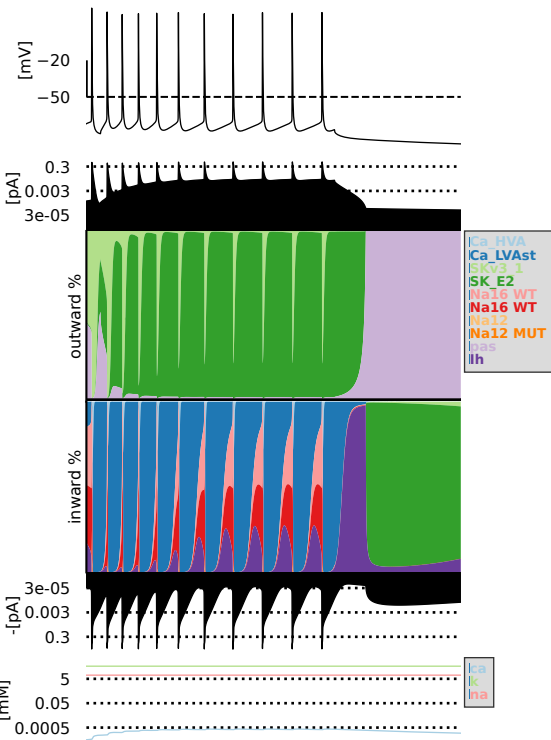 [mV]
−20
−50
[pA]
0.3
0.003
3e-05
outward %
Ca_HVA
Ca_LVAst
SKv3_1
SK_E2
Na16 WT
Na16 WT
Na12
Na12 MUT
pas
Ih
inward %
-[pA]
3e-05
0.003
0.3
[mM]
5
0.05
0.0005
ca
k
na